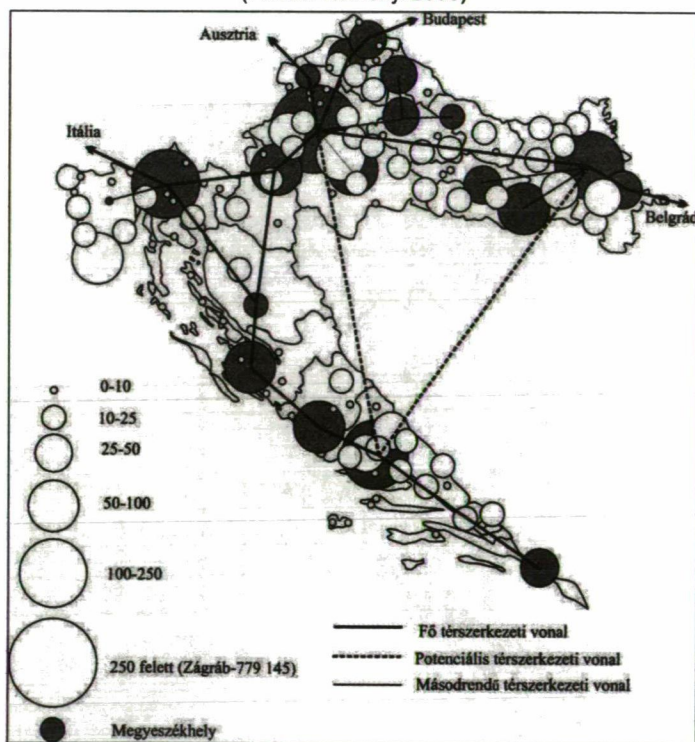 Budapest
Ausztria
Itália
Belgrád
0-10
10-25
25-50
50-100
100-250
250 felett (Zágráb-779 145)
Megyeszékhely
Fő térszerkezeti vonal
Potenciális térszerkezeti vonal
Másodrendő térszerkezeti vonal